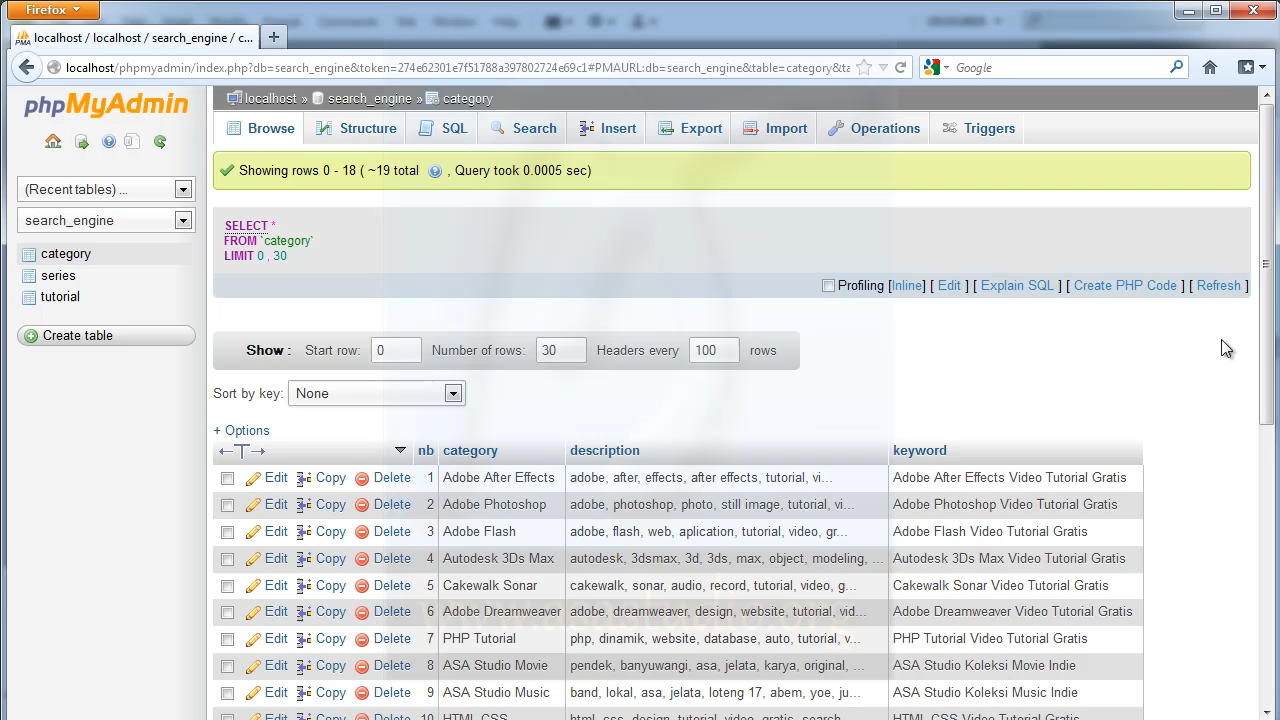 Firefox
localhost / localhost / search_engine / c...
localhost/phpmyadmin/index.php?db=search_engine&token=274e62301e7f51788a397802724e69c1#PMAURL:db=search_engine&table=category&ta
Google
phpMyAdmin
localhost » search_engine » category
Browse Structure SQL Search Insert Export Import Operations Triggers
Showing rows 0 - 18 ( ~19 total , Query took 0.0005 sec)
(Recent tables) ...
search_engine
category
series
tutorial
Create table
SELECT *
FROM `category`
LIMIT 0 , 30
Profiling [Inline] [ Edit ] [ Explain SQL ] [ Create PHP Code ] [ Refresh ]
Show : Start row: 0 Number of rows: 30 Headers every 100 rows
Sort by key: None
+ Options
nb category description keyword
Edit Copy Delete 1 Adobe After Effects adobe, after, effects, after effects, tutorial, vi... Adobe After Effects Video Tutorial Gratis
Edit Copy Delete 2 Adobe Photoshop adobe, photoshop, photo, still image, tutorial, vi... Adobe Photoshop Video Tutorial Gratis
Edit Copy Delete 3 Adobe Flash adobe, flash, web, aplication, tutorial, video, gr... Adobe Flash Video Tutorial Gratis
Edit Copy Delete 4 Autodesk 3Ds Max autodesk, 3dsmax, 3d, 3ds, max, object, modeling, ... Autodesk 3Ds Max Video Tutorial Gratis
Edit Copy Delete 5 Cakewalk Sonar cakewalk, sonar, audio, record, tutorial, video, g... Cakewalk Sonar Video Tutorial Gratis
Edit Copy Delete 6 Adobe Dreamweaver adobe, dreamweaver, design, website, tutorial, vid... Adobe Dreamweaver Video Tutorial Gratis
Edit Copy Delete 7 PHP Tutorial php, dinamik, website, database, auto, tutorial, v... PHP Tutorial Video Tutorial Gratis
Edit Copy Delete 8 ASA Studio Movie pendek, banyuwangi, asa, jelata, karya, original, ... ASA Studio Koleksi Movie Indie
Edit Copy Delete 9 ASA Studio Music band, lokal, asa, jelata, loteng 17, abem, yoe, ju... ASA Studio Koleksi Music Indie
Edit Copy Delete 10 HTML CSS